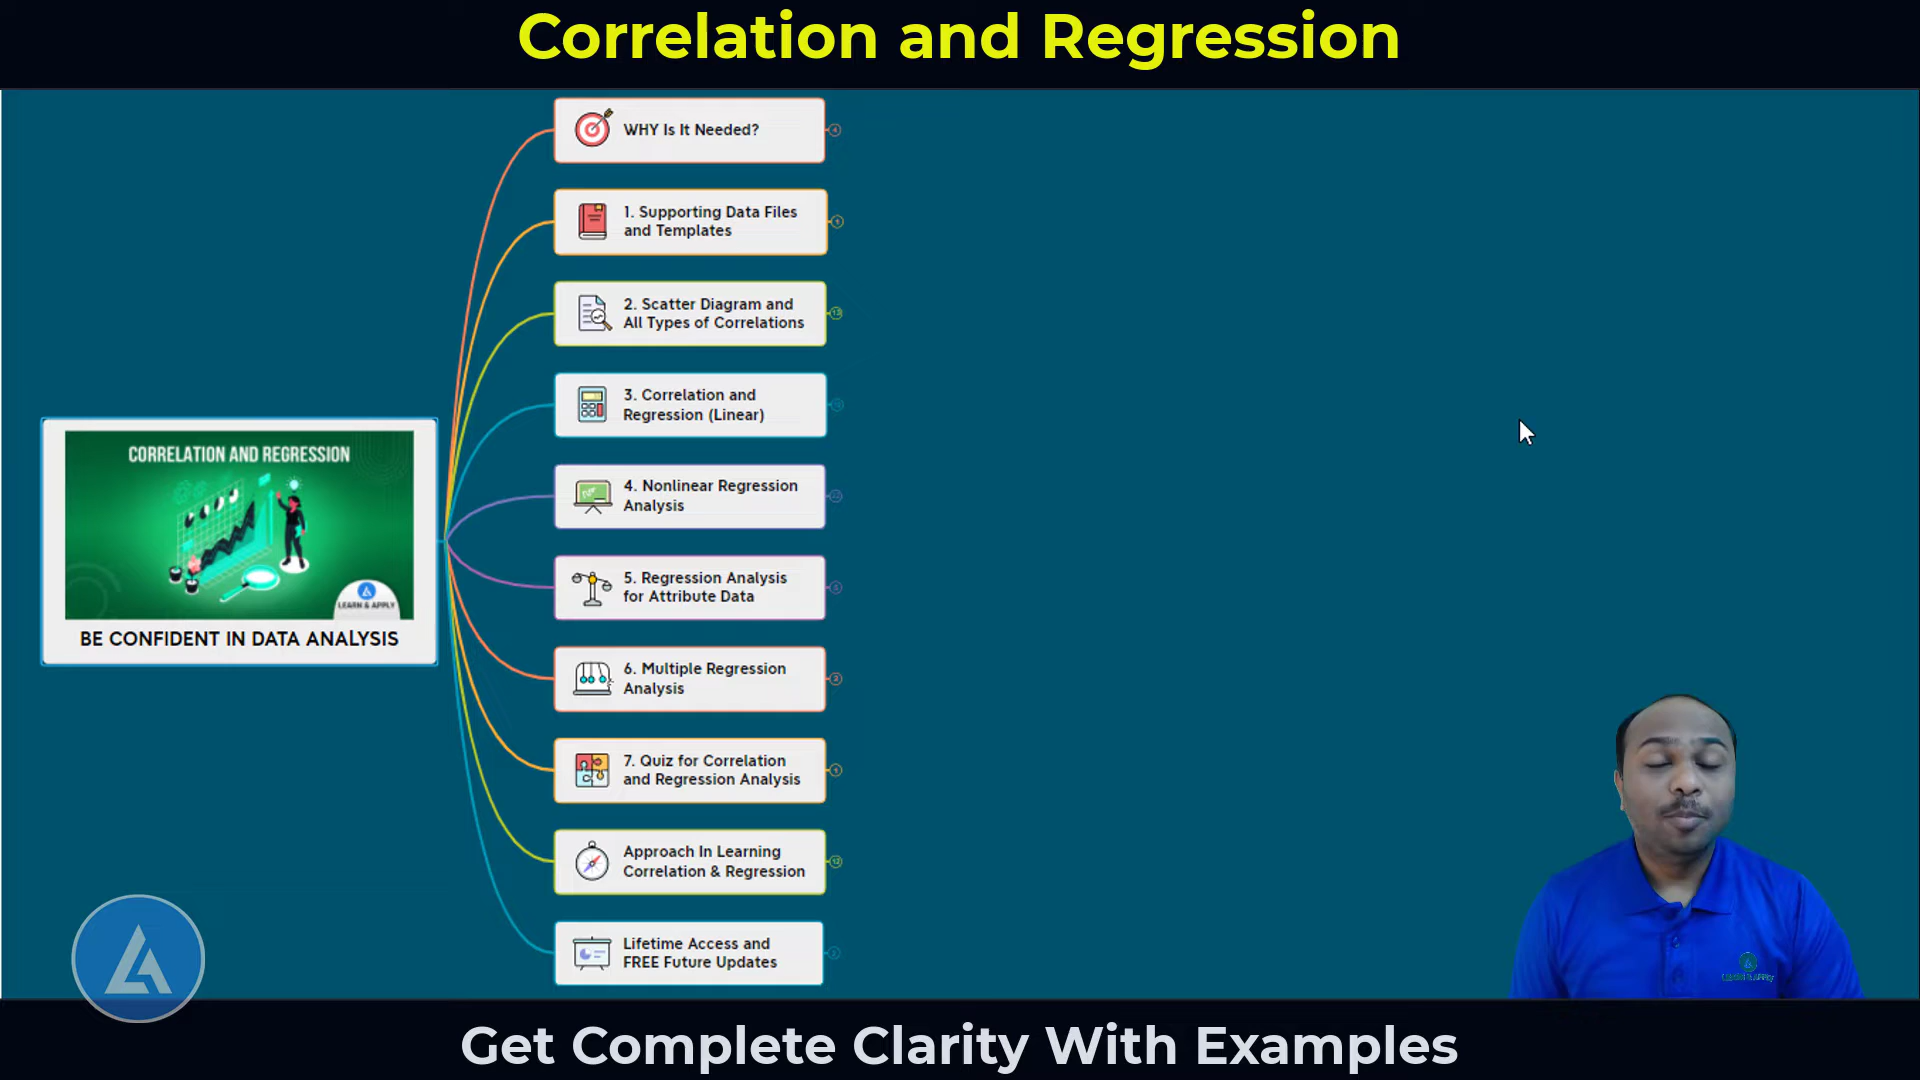 Correlation and Regression
WHY Is It Needed?
1. Supporting Data Files
and Templates
2. Scatter Diagram and
All Types of Correlations
3. Correlation and
Regression (Linear)
4. Nonlinear Regression
Analysis
5. Regression Analysis
for Attribute Data
6. Multiple Regression
Analysis
7. Quiz for Correlation
and Regression Analysis
Approach In Learning
Correlation & Regression
Lifetime Access and
FREE Future Updates
CORRELATION AND REGRESSION
LEARN & APPLY
BE CONFIDENT IN DATA ANALYSIS
Get Complete Clarity With Examples